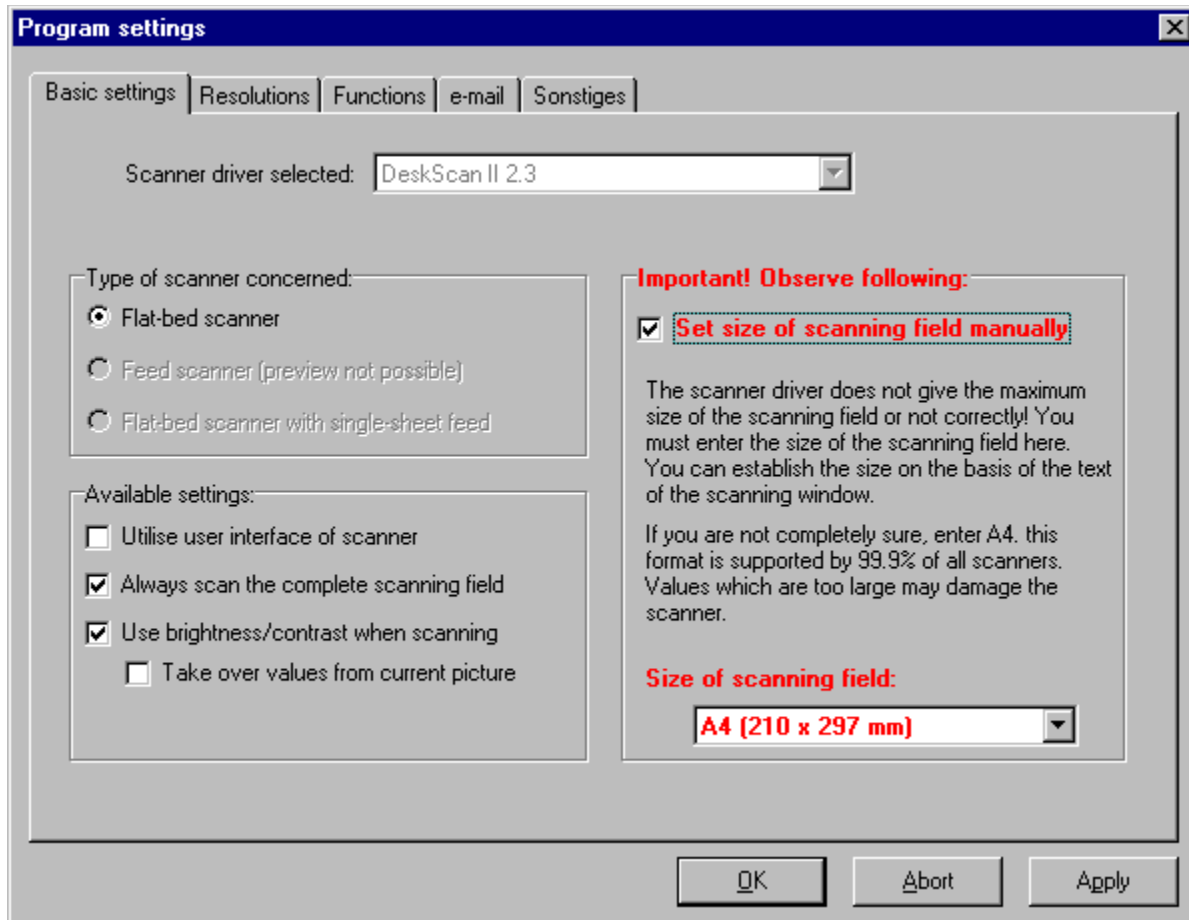 Program settings
Basic settings
Resolutions
Functions
e-mail
Sonstiges
Scanner driver selected:
DeskScan II 2.3
Type of scanner concerned:
Flat-bed scanner
Feed scanner (preview not possible)
Flat-bed scanner with single-sheet feed
Available settings:
Utilise user interface of scanner
Always scan the complete scanning field
Use brightness/contrast when scanning
Take over values from current picture
Important! Observe following:
Set size of scanning field manually
The scanner driver does not give the maximum
size of the scanning field or not correctly! You
must enter the size of the scanning field here.
You can establish the size on the basis of the text
of the scanning window.
If you are not completely sure, enter A4. this
format is supported by 99.9% of all scanners.
Values which are too large may damage the
scanner.
Size of scanning field:
A4 (210 x 297 mm)
OK
Abort
Apply